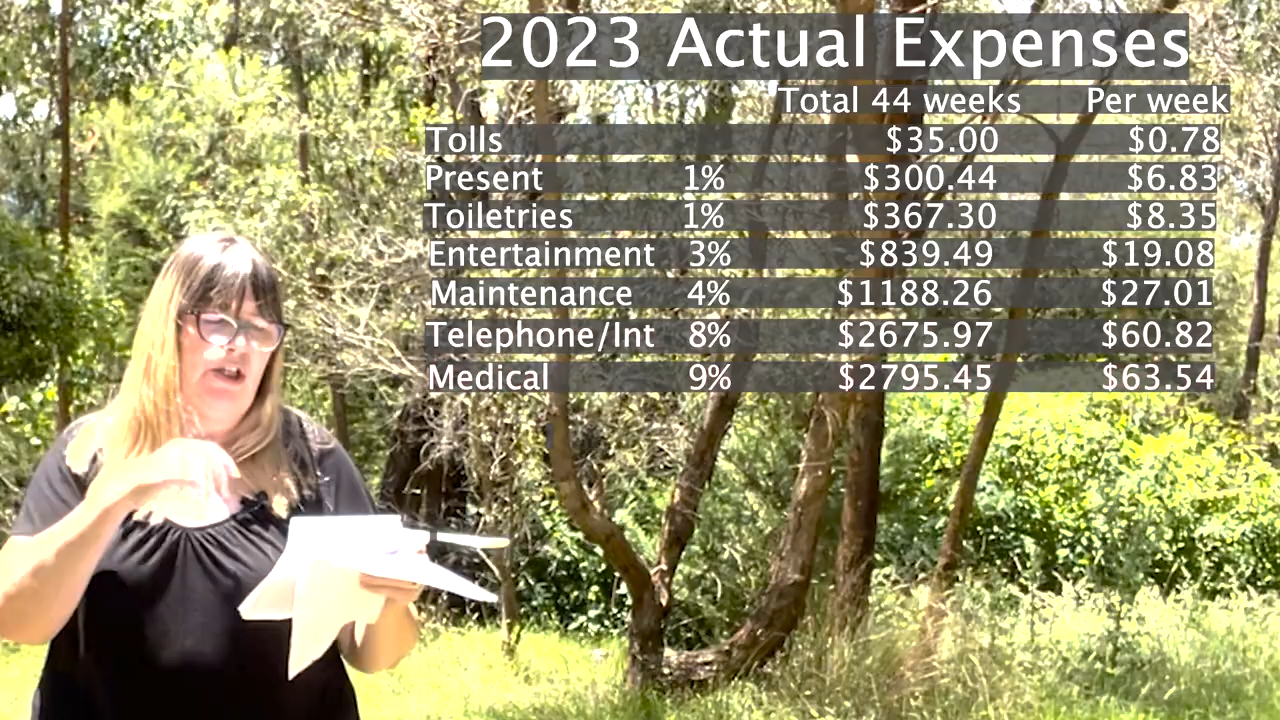 2023 Actual Expenses
Total 44 weeks Per week
Tolls $35.00 $0.78
Present 1% $300.44 $6.83
Toiletries 1% $367.30 $8.35
Entertainment 3% $839.49 $19.08
Maintenance 4% $1188.26 $27.01
Telephone/Int 8% $2675.97 $60.82
Medical 9% $2795.45 $63.54